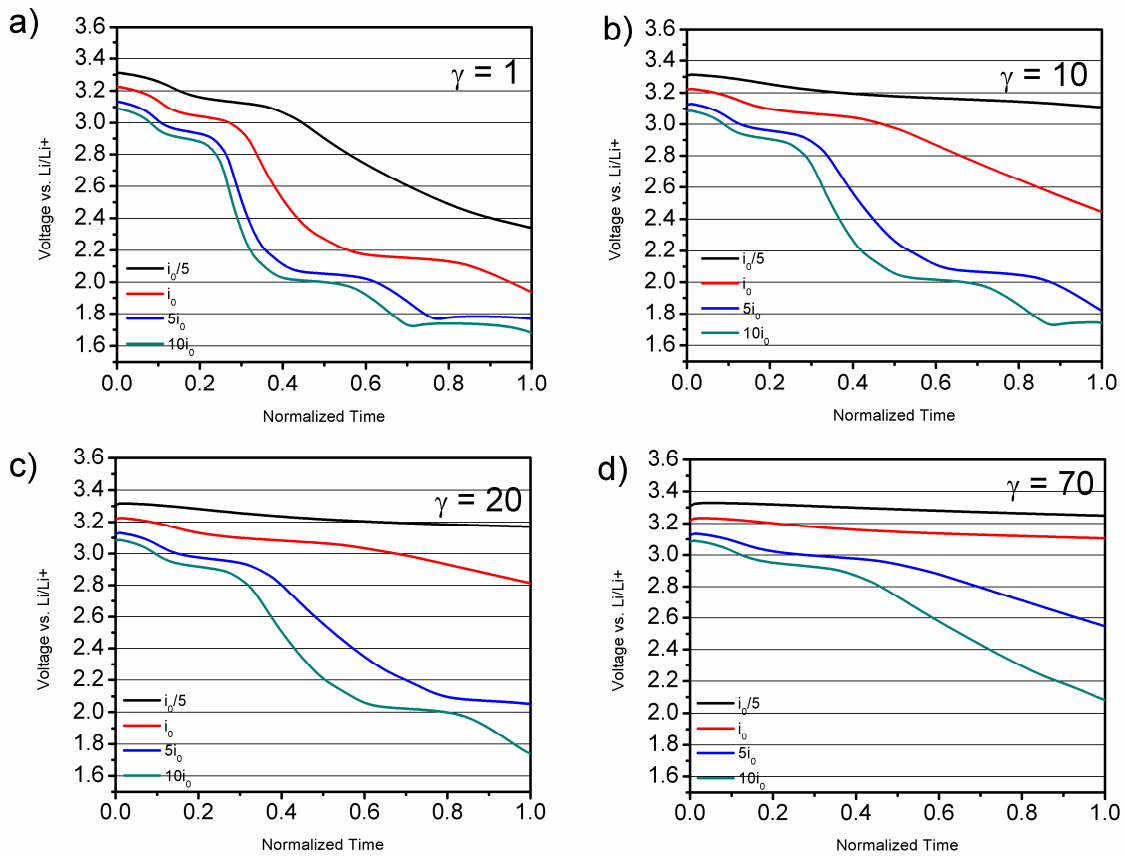 a)
γ = 1
Voltage vs. Li/Li+
3.6
3.4
3.2
3.0
2.8
2.6
2.4
2.2
2.0
1.8
1.6
i0/5
i0
5i0
10i0
0.0 0.2 0.4 0.6 0.8 1.0
Normalized Time
b)
γ = 10
Voltage vs. Li/Li+
3.6
3.4
3.2
3.0
2.8
2.6
2.4
2.2
2.0
1.8
1.6
i0/5
i0
5i0
10i0
0.0 0.2 0.4 0.6 0.8 1.0
Normalized Time
c)
γ = 20
Voltage vs. Li/Li+
3.6
3.4
3.2
3.0
2.8
2.6
2.4
2.2
2.0
1.8
1.6
i0/5
i0
5i0
10i0
0.0 0.2 0.4 0.6 0.8 1.0
Normalized Time
d)
γ = 70
Voltage vs. Li/Li+
3.6
3.4
3.2
3.0
2.8
2.6
2.4
2.2
2.0
1.8
1.6
i0/5
i0
5i0
10i0
0.0 0.2 0.4 0.6 0.8 1.0
Normalized Time